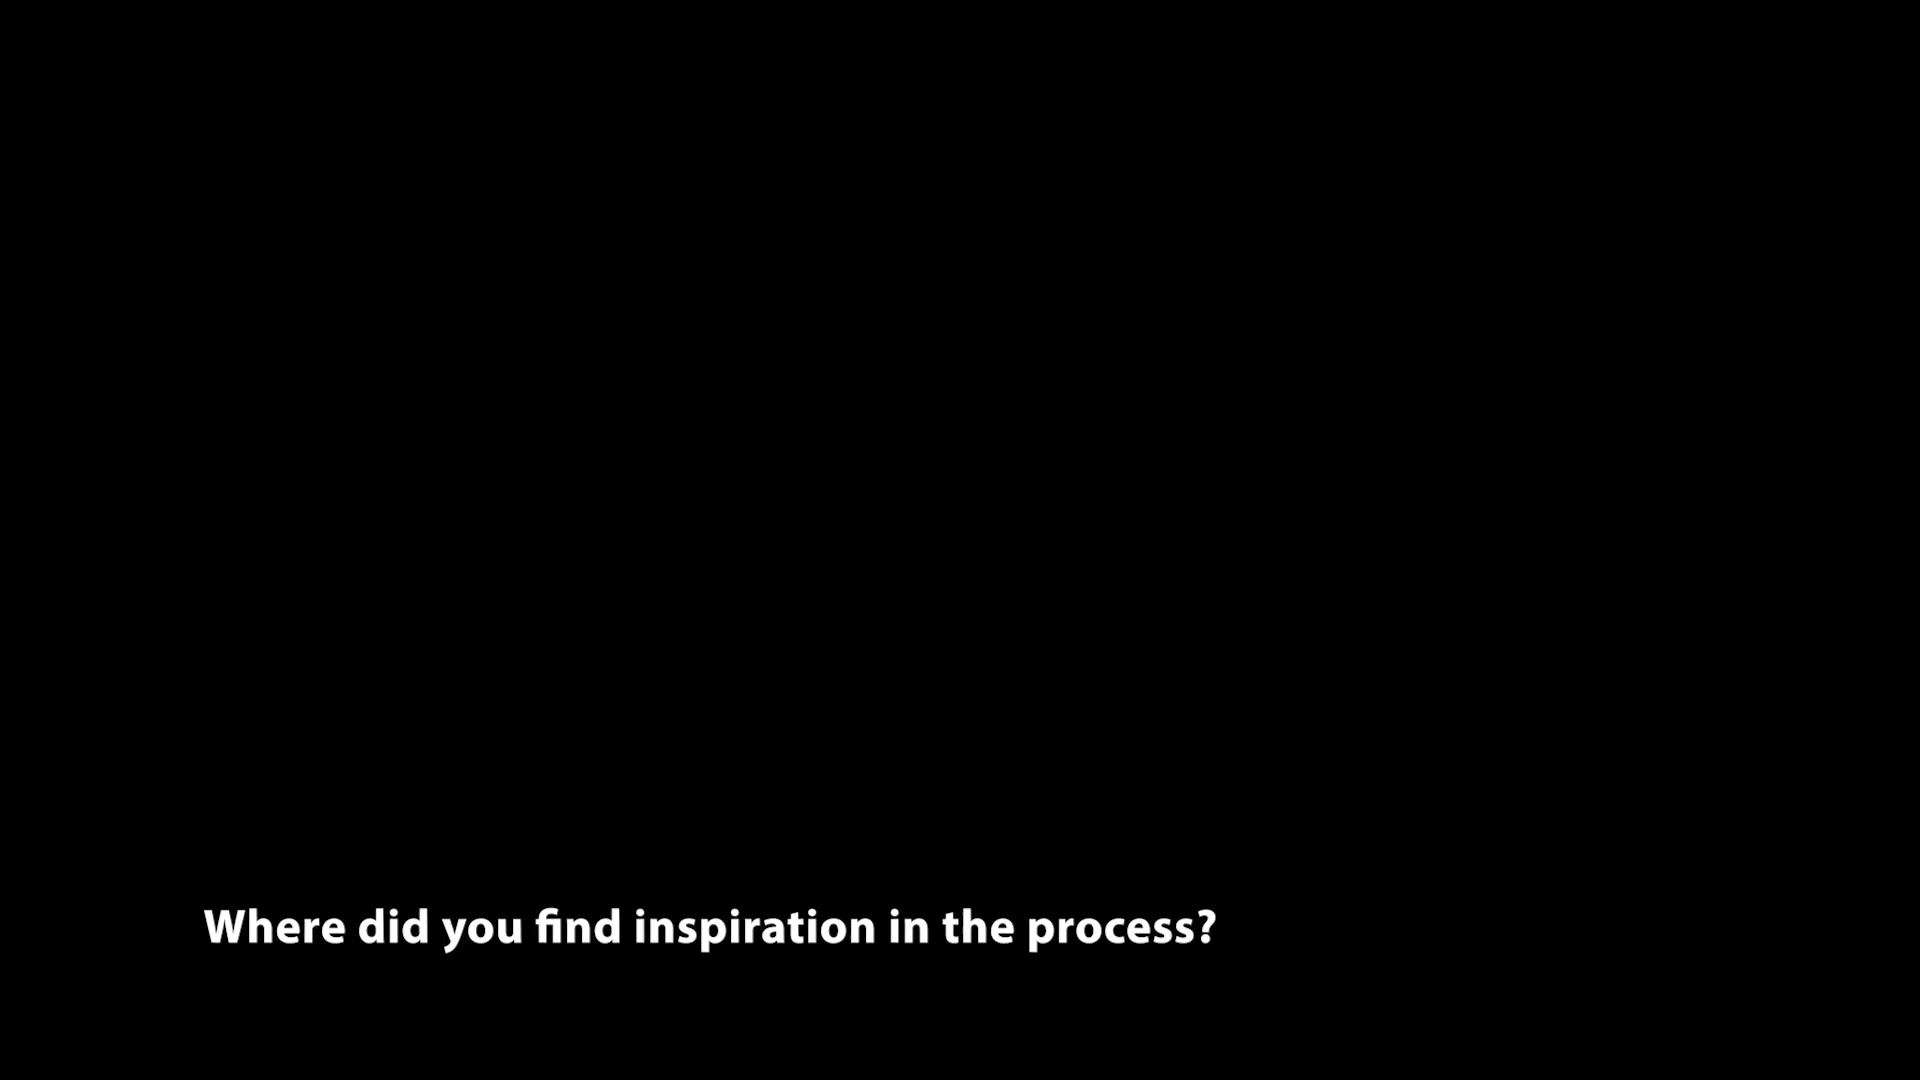 Where did you find inspiration in the process?